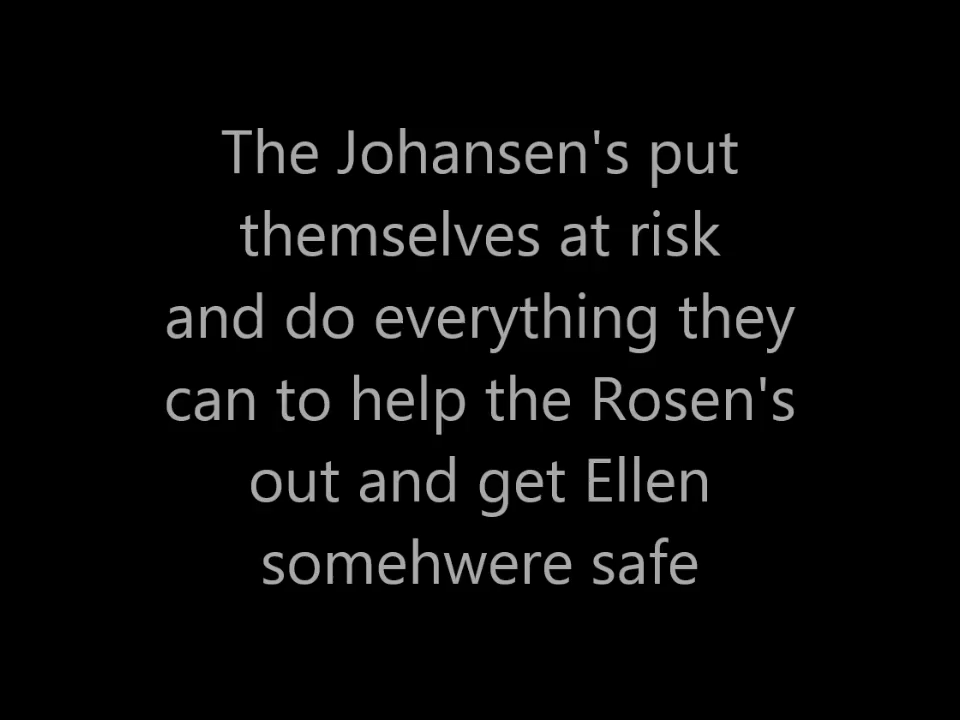 The Johansen's put
themselves at risk
and do everything they
can to help the Rosen's
out and get Ellen
somehwere safe